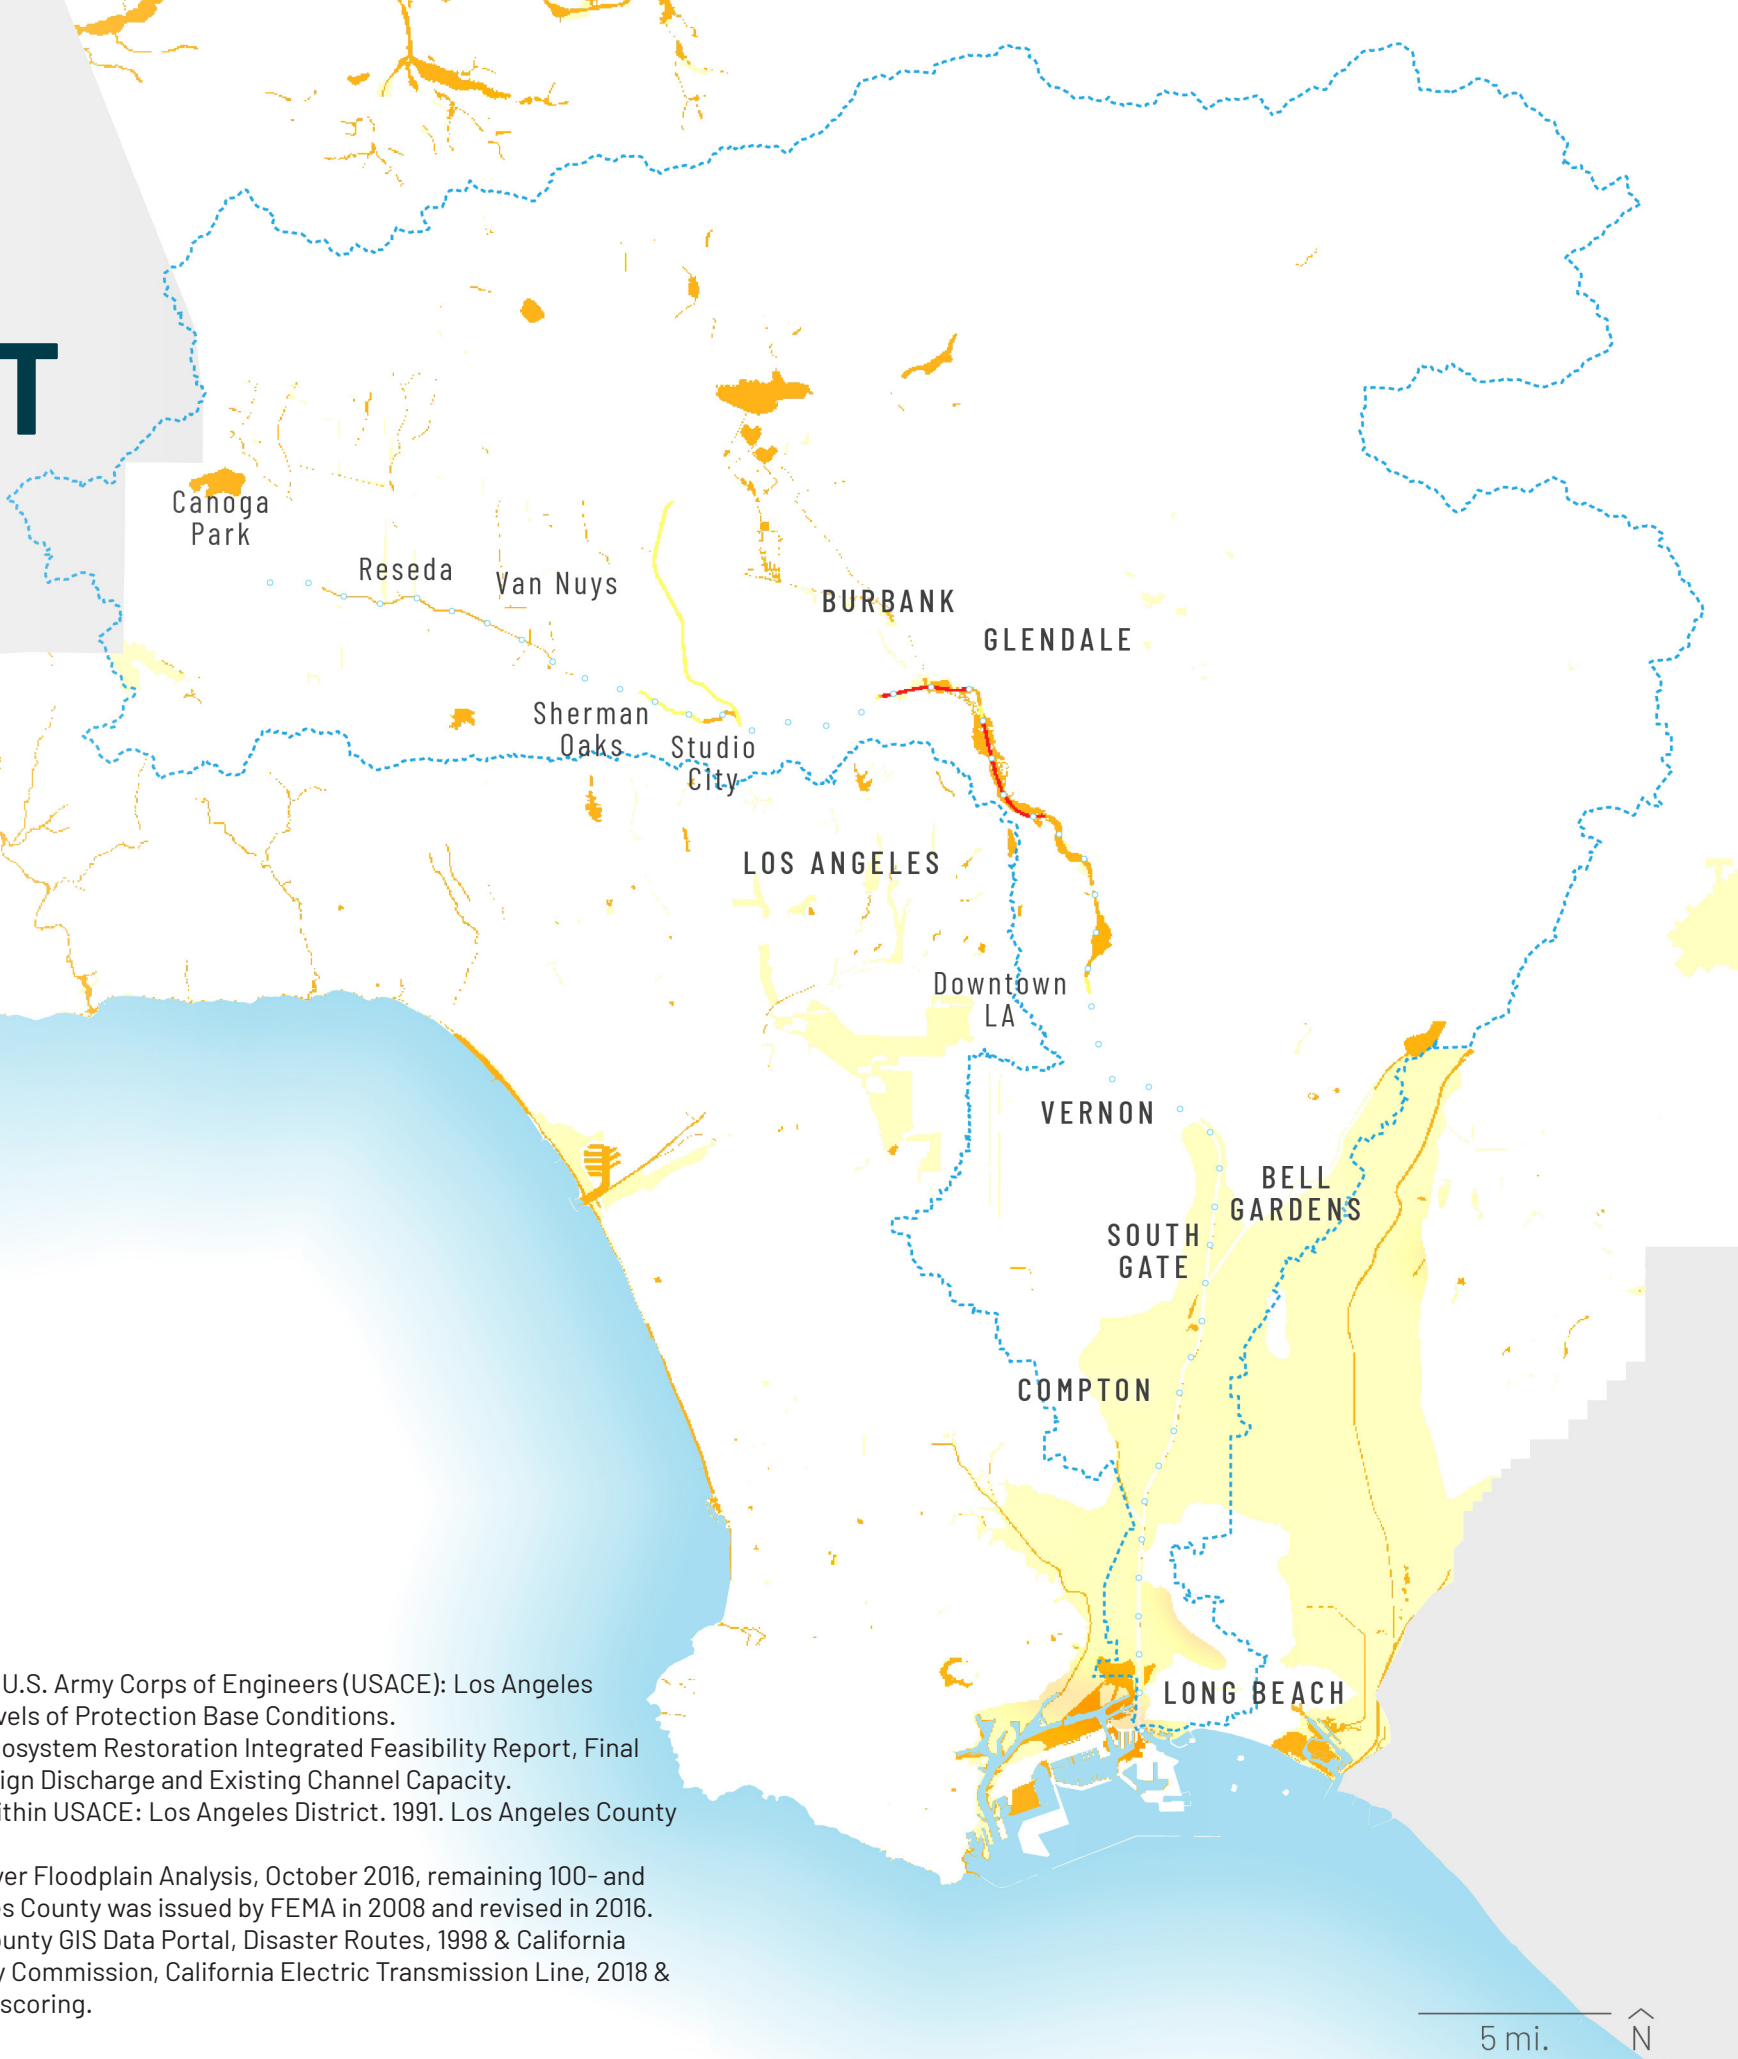 T
Canoga
Park
Reseda
Van Nuys
BURBANK
GLENDALE
Sherman
Oaks
Studio
City
LOS ANGELES
Downtown
LA
VERNON
BELL
GARDENS
SOUTH
GATE
COMPTON
LONG BEACH
U.S. Army Corps of Engineers (USACE): Los Angeles
vels of Protection Base Conditions.
osystem Restoration Integrated Feasibility Report, Final
ign Discharge and Existing Channel Capacity.
ithin USACE: Los Angeles District. 1991. Los Angeles County
ver Floodplain Analysis, October 2016, remaining 100- and
es County was issued by FEMA in 2008 and revised in 2016.
ounty GIS Data Portal, Disaster Routes, 1998 & California
y Commission, California Electric Transmission Line, 2018 &
scoring.
5 mi.
N